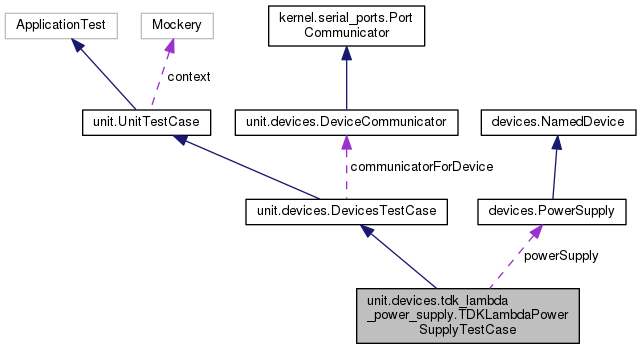 kernel.serial_ports.Port
Communicator
ApplicationTest
Mockery
context
unit.UnitTestCase
unit.devices.DeviceCommunicator
devices.NamedDevice
communicatorForDevice
unit.devices.DevicesTestCase
devices.PowerSupply
powerSupply
unit.devices.tdk_lambda
_power_supply.TDKLambdaPower
SupplyTestCase